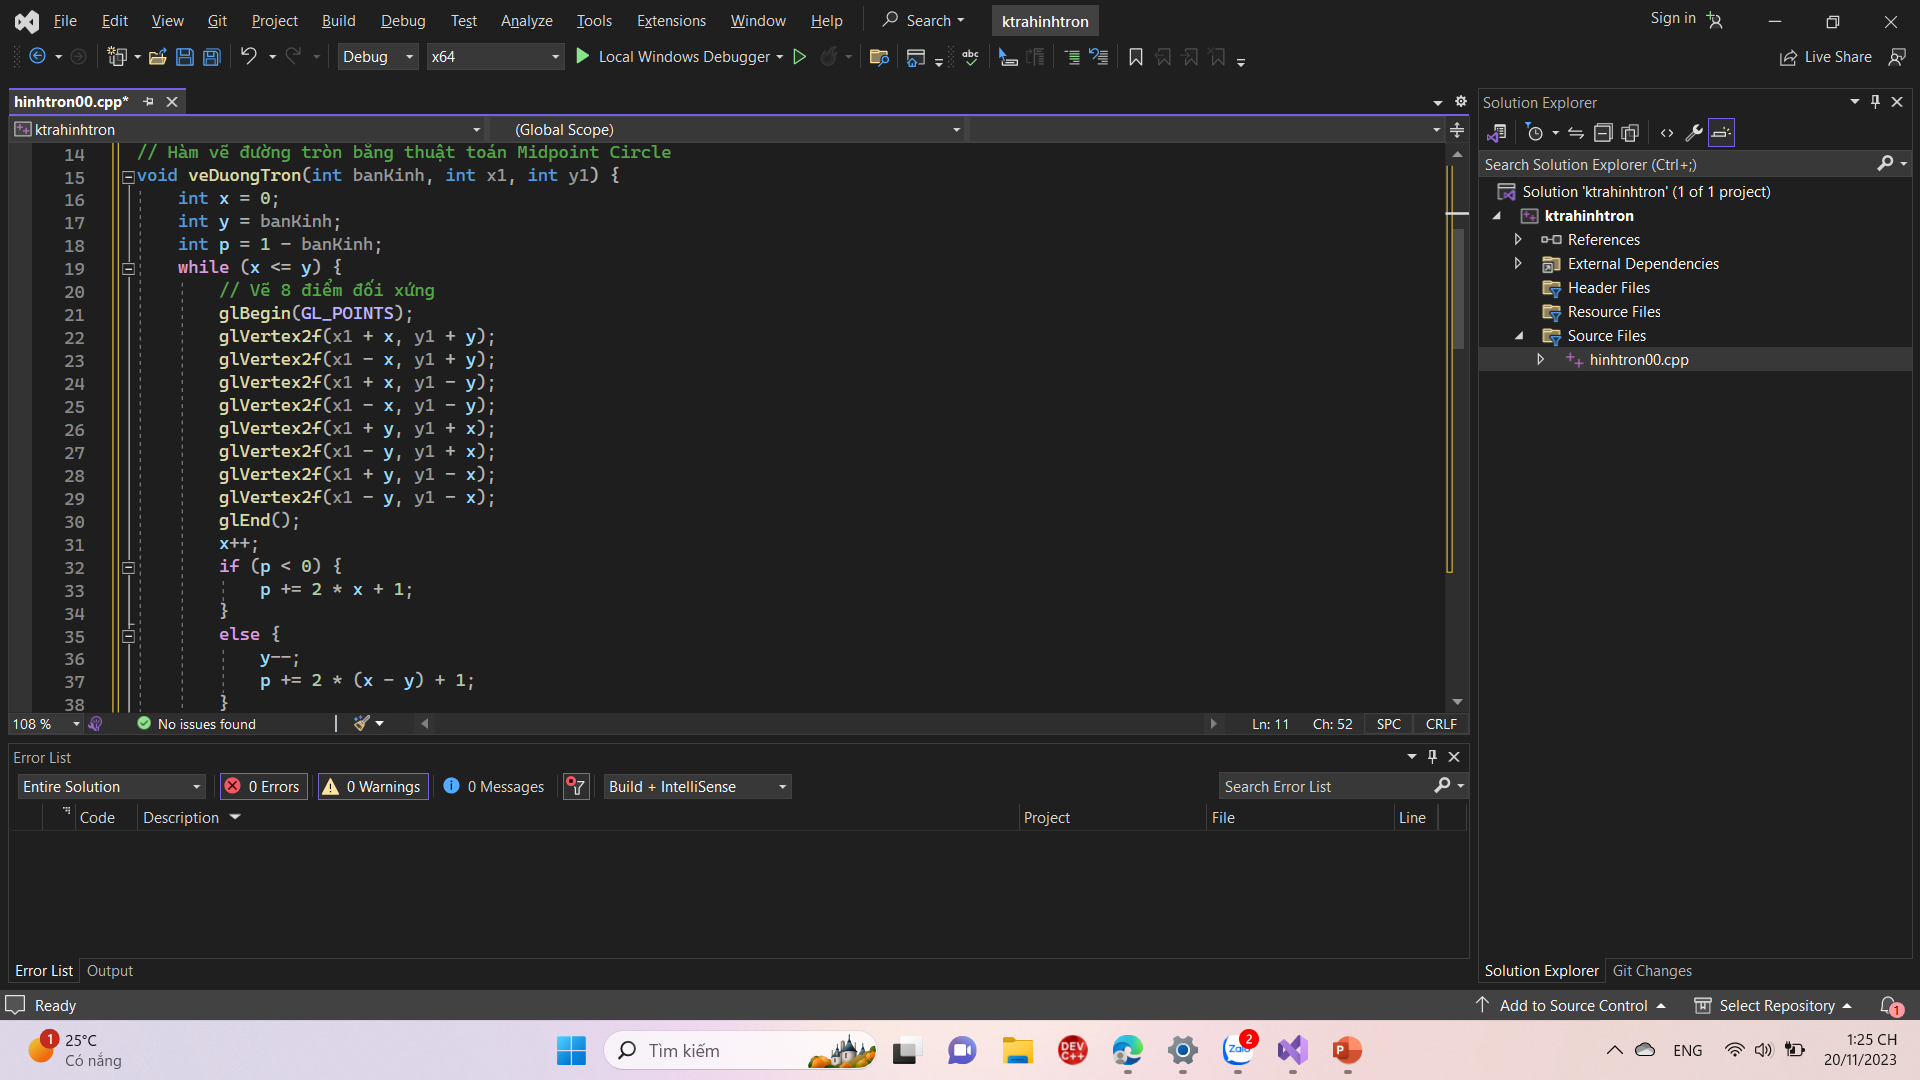 File Edit View Git Project Build Debug Test Analyze Tools Extensions Window Help Search ktrahinhtron Sign in
Debug x64 Local Windows Debugger abc Live Share
hinhtron00.cpp*
ktrahinhtron (Global Scope)
14 // Hàm vẽ đường tròn bằng thuật toán Midpoint Circle
15 void veDuongTron(int banKinh, int x1, int y1) {
16 int x = 0;
17 int y = banKinh;
18 int p = 1 - banKinh;
19 while (x <= y) {
20 // Vẽ 8 điểm đối xứng
21 glBegin(GL_POINTS);
22 glVertex2f(x1 + x, y1 + y);
23 glVertex2f(x1 - x, y1 + y);
24 glVertex2f(x1 + x, y1 - y);
25 glVertex2f(x1 - x, y1 - y);
26 glVertex2f(x1 + y, y1 + x);
27 glVertex2f(x1 - y, y1 + x);
28 glVertex2f(x1 + y, y1 - x);
29 glVertex2f(x1 - y, y1 - x);
30 glEnd();
31 x++;
32 if (p < 0) {
33 p += 2 * x + 1;
34 }
35 else {
36 y--;
37 p += 2 * (x - y) + 1;
38 }
108 % No issues found Ln: 11 Ch: 52 SPC CRLF
Error List
Entire Solution 0 Errors 0 Warnings 0 Messages Build + IntelliSense Search Error List
Code Description Project File Line
Error List Output
Solution Explorer
Search Solution Explorer (Ctrl+;)
Solution 'ktrahinhtron' (1 of 1 project)
ktrahinhtron
References
External Dependencies
Header Files
Resource Files
Source Files
hinhtron00.cpp
Solution Explorer Git Changes
Ready Add to Source Control Select Repository 1
1 25°C
Có nắng
Tìm kiếm
DEV C++
Zalo 2
P
ENG
1:25 CH
20/11/2023